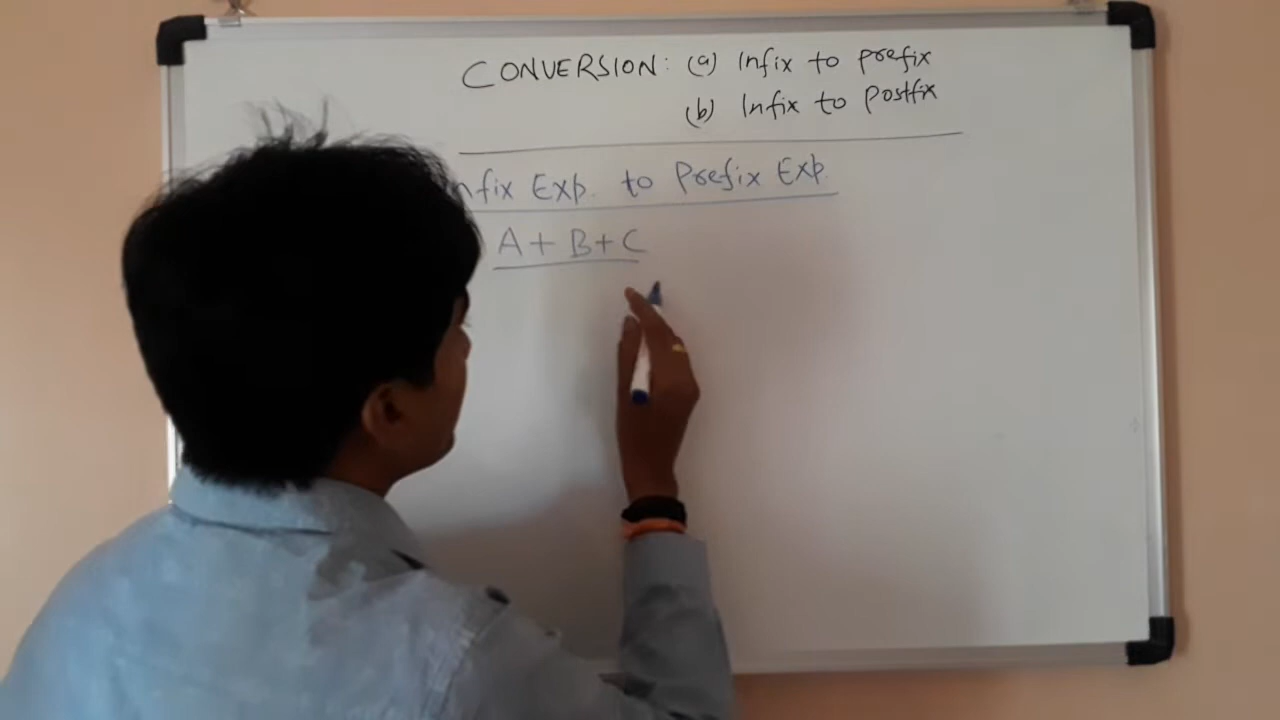 CONVERSION: (a) Infix to prefix
(b) Infix to Postfix
nfix Exp. to Prefix Exp.
A + B + C